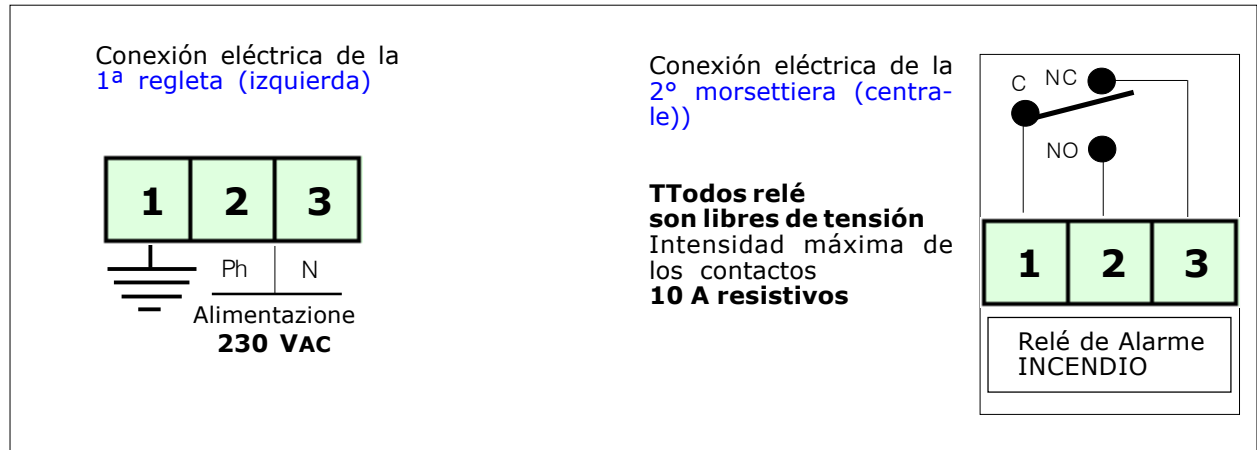 Conexión eléctrica de la
1ª regleta (izquierda)
1 2 3
Ph N
Alimentazione
230 VAC
Conexión eléctrica de la
2° morsettiera (centra-
le))
TTodos relé
son libres de tensión
Intensidad máxima de
los contactos
10 A resistivos
C NC
NO
1 2 3
Relé de Alarme
INCENDIO